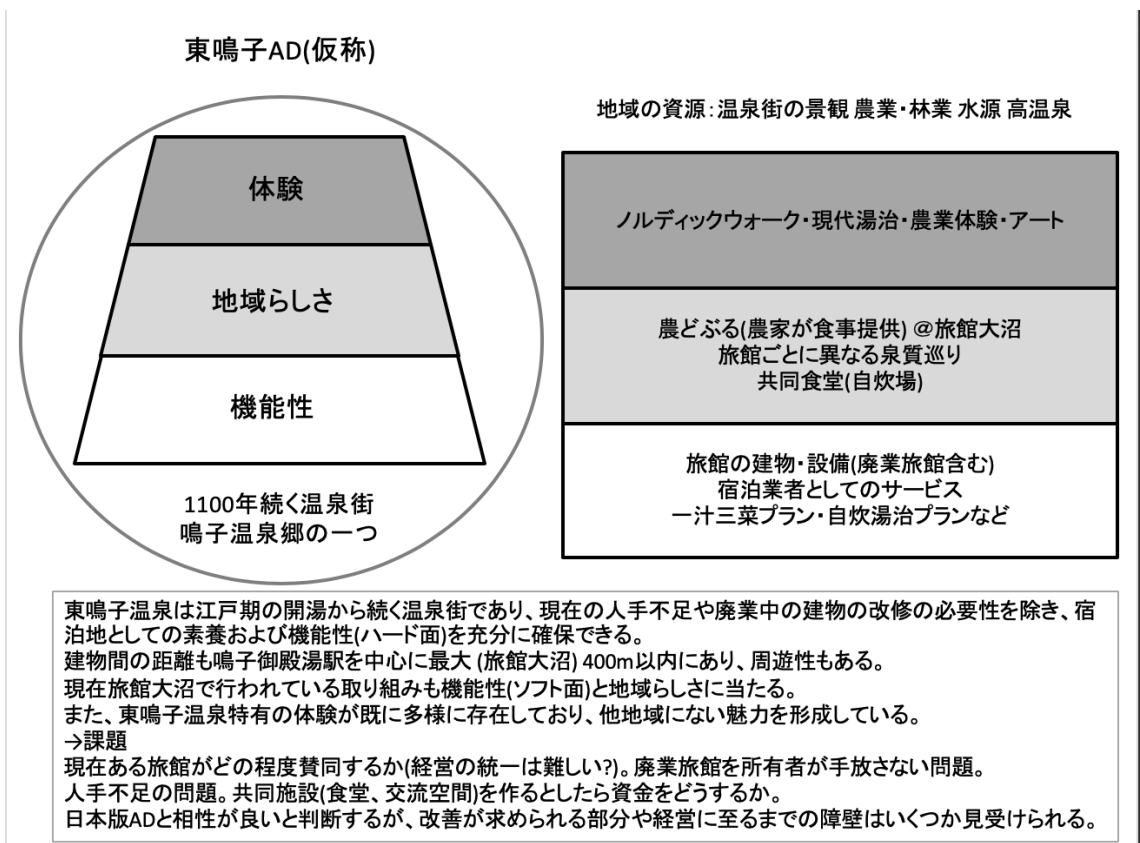 東鳴子AD(仮称)
体験
地域らしさ
機能性
1100年続く温泉街
鳴子温泉郷の一つ
地域の資源：温泉街の景観 農業・林業 水源 高温泉
ノルディックウォーク・現代湯治・農業体験・アート
農どぶる(農家が食事提供) @旅館大沼
旅館ごとに異なる泉質巡り
共同食堂(自炊場)
旅館の建物・設備(廃業旅館含む)
宿泊業者としてのサービス
一汁三菜プラン・自炊湯治プランなど
東鳴子温泉は江戸期の開湯から続く温泉街であり、現在の人手不足や廃業中の建物の改修の必要性を除き、宿
泊地としての素養および機能性(ハード面)を充分に確保できる。
建物間の距離も鳴子御殿湯駅を中心に最大 (旅館大沼) 400m以内にあり、周遊性もある。
現在旅館大沼で行われている取り組みも機能性(ソフト面)と地域らしさに当たる。
また、東鳴子温泉特有の体験が既に多様に存在しており、他地域にない魅力を形成している。
→課題
現在ある旅館がどの程度賛同するか(経営の統一は難しい?)。廃業旅館を所有者が手放さない問題。
人手不足の問題。共同施設(食堂、交流空間)を作るとしたら資金をどうするか。
日本版ADと相性が良いと判断するが、改善が求められる部分や経営に至るまでの障壁はいくつか見受けられる。